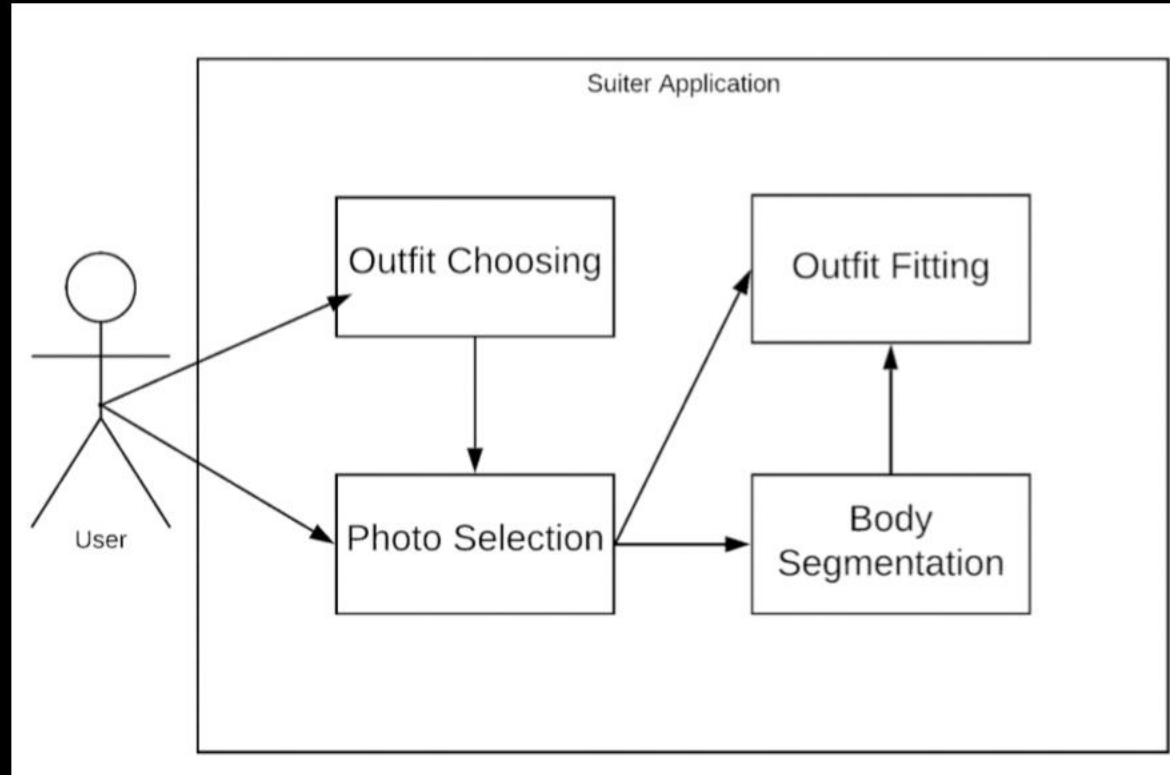 Suiter Application
Outfit Choosing
Outfit Fitting
Photo Selection
Body
Segmentation
User